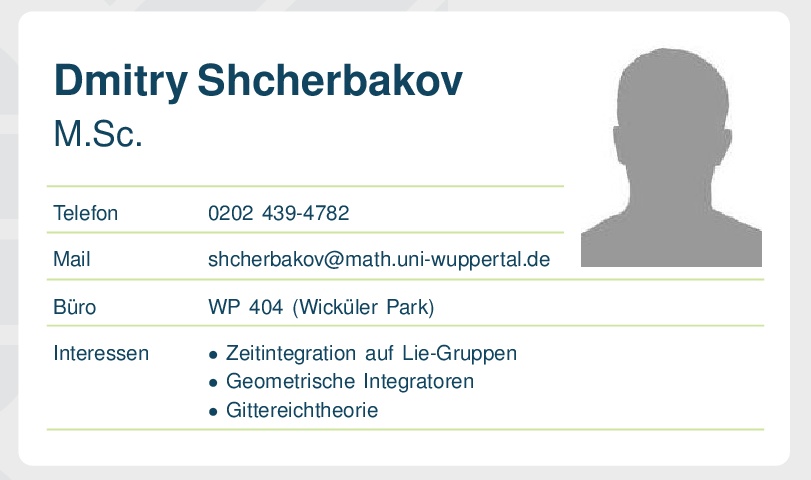 Dmitry Shcherbakov
M.Sc.
Telefon 0202 439-4782
Mail shcherbakov@math.uni-wuppertal.de
Büro WP 404 (Wicküler Park)
Interessen • Zeitintegration auf Lie-Gruppen
• Geometrische Integratoren
• Gittereichtheorie